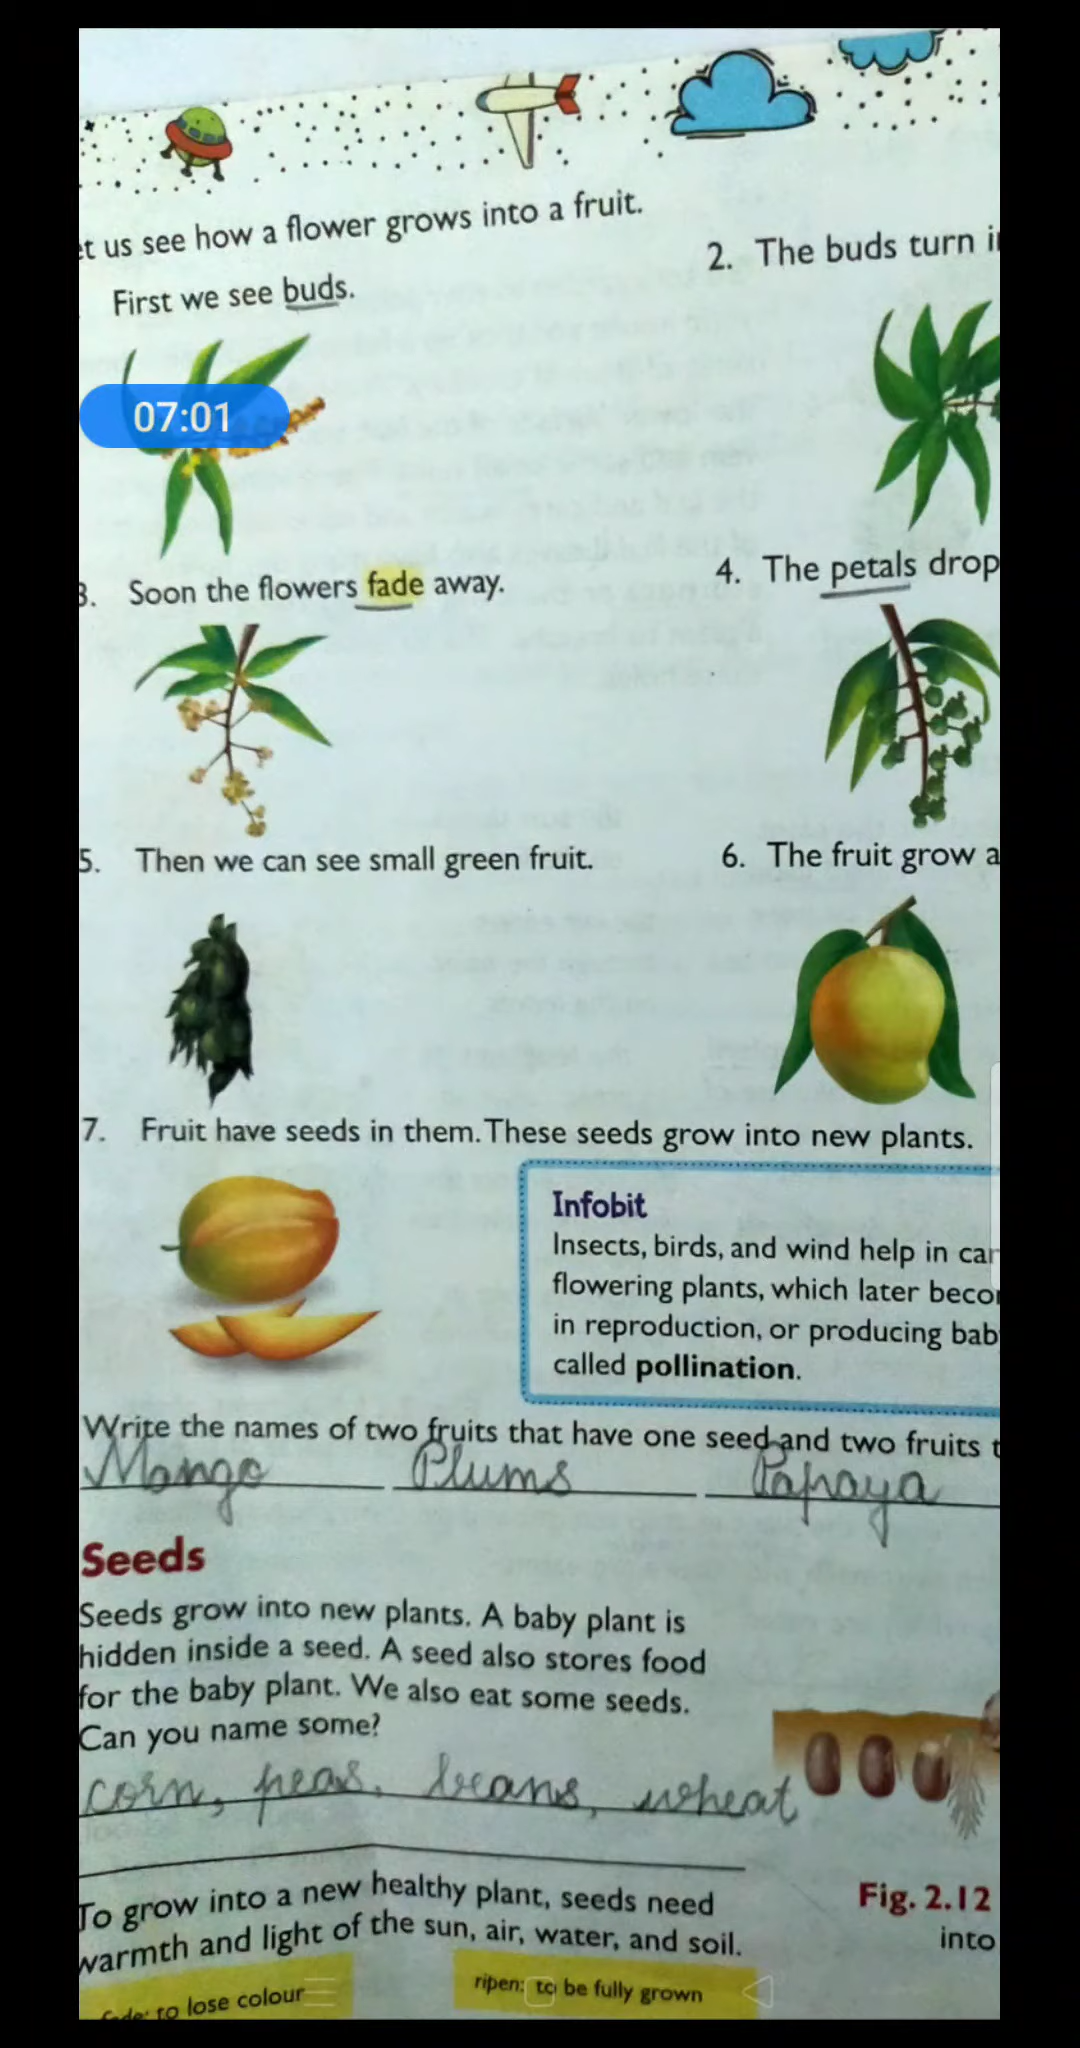 us see how a flower grows into a fruit.
First we see buds.
2. The buds turn
07:01
3. Soon the flowers fade away.
4. The petals drop
5. Then we can see small green fruit.
6. The fruit grow a
7. Fruit have seeds in them. These seeds grow into new plants.
Infobit
Insects, birds, and wind help in
flowering plants, which later
in reproduction, or producing
called pollination.
Write the names of two fruits that have one seed and two fruits
Mango Plums Papaya
Seeds
Seeds grow into new plants. A baby plant is
hidden inside a seed. A seed also stores food
for the baby plant. We also eat some seeds.
Can you name some?
corn, peas, beans, wheat
To grow into a new healthy plant, seeds need
warmth and light of the sun, air, water, and soil.
Fig. 2.12
into
fade: to lose colour
ripen: to be fully grown